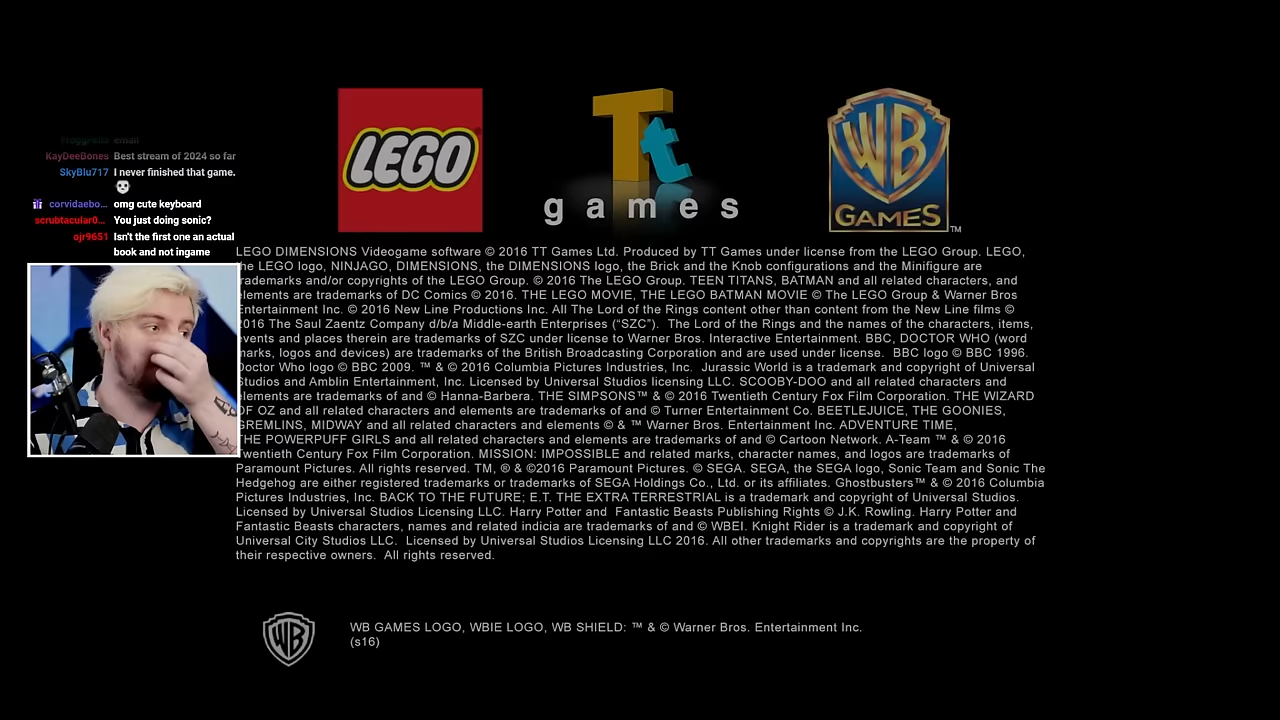 email
KayDeeBones Best stream of 2024 so far
SkyBlu717 I never finished that game.
corvidaebo... omg cute keyboard
scrubtacular0... You just doing sonic?
ojr9651 Isn't the first one an actual
book and not ingame
LEGO
Tt
games
WB
GAMES™
LEGO DIMENSIONS Videogame software © 2016 TT Games Ltd. Produced by TT Games under license from the LEGO Group. LEGO,
the LEGO logo, NINJAGO, DIMENSIONS, the DIMENSIONS logo, the Brick and the Knob configurations and the Minifigure are
trademarks and/or copyrights of the LEGO Group. © 2016 The LEGO Group. TEEN TITANS, BATMAN and all related characters, and
elements are trademarks of DC Comics © 2016. THE LEGO MOVIE, THE LEGO BATMAN MOVIE © The LEGO Group & Warner Bros
Entertainment Inc. © 2016 New Line Productions Inc. All The Lord of the Rings content other than content from the New Line films ©
2016 The Saul Zaentz Company d/b/a Middle-earth Enterprises (“SZC”). The Lord of the Rings and the names of the characters, items,
events and places therein are trademarks of SZC under license to Warner Bros. Interactive Entertainment. BBC, DOCTOR WHO (word
marks, logos and devices) are trademarks of the British Broadcasting Corporation and are used under license. BBC logo © BBC 1996.
Doctor Who logo © BBC 2009. ™ & © 2016 Columbia Pictures Industries, Inc. Jurassic World is a trademark and copyright of Universal
Studios and Amblin Entertainment, Inc. Licensed by Universal Studios licensing LLC. SCOOBY-DOO and all related characters and
elements are trademarks of and © Hanna-Barbera. THE SIMPSONS™ & © 2016 Twentieth Century Fox Film Corporation. THE WIZARD
OF OZ and all related characters and elements are trademarks of and © Turner Entertainment Co. BEETLEJUICE, THE GOONIES,
GREMLINS, MIDWAY and all related characters and elements © & ™ Warner Bros. Entertainment Inc. ADVENTURE TIME,
THE POWERPUFF GIRLS and all related characters and elements are trademarks of and © Cartoon Network. A-Team ™ & © 2016
Twentieth Century Fox Film Corporation. MISSION: IMPOSSIBLE and related marks, character names, and logos are trademarks of
Paramount Pictures. All rights reserved. TM, ® & ©2016 Paramount Pictures. © SEGA. SEGA, the SEGA logo, Sonic Team and Sonic The
Hedgehog are either registered trademarks or trademarks of SEGA Holdings Co., Ltd. or its affiliates. Ghostbusters™ & © 2016 Columbia
Pictures Industries, Inc. BACK TO THE FUTURE; E.T. THE EXTRA TERRESTRIAL is a trademark and copyright of Universal Studios.
Licensed by Universal Studios Licensing LLC. Harry Potter and Fantastic Beasts Publishing Rights © J.K. Rowling. Harry Potter and
Fantastic Beasts characters, names and related indicia are trademarks of and © WBEI. Knight Rider is a trademark and copyright of
Universal City Studios LLC. Licensed by Universal Studios Licensing LLC 2016. All other trademarks and copyrights are the property of
their respective owners. All rights reserved.
WB
WB GAMES LOGO, WBIE LOGO, WB SHIELD: ™ & © Warner Bros. Entertainment Inc.
(s16)